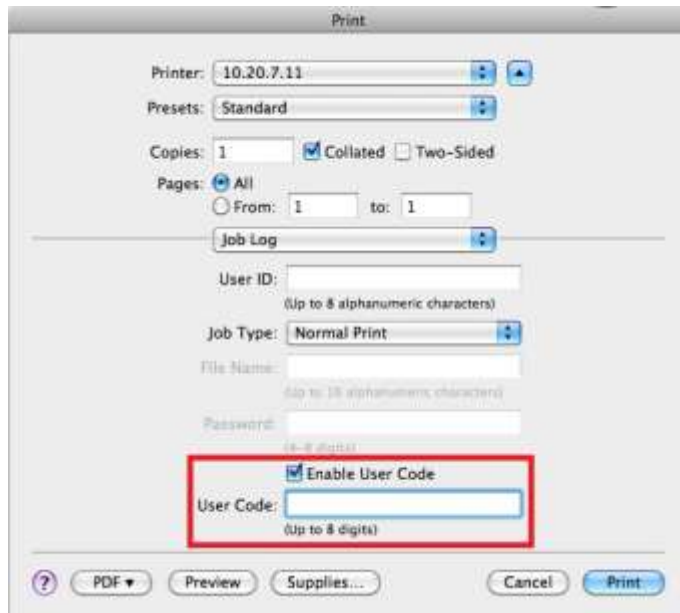 Print
Printer: 10.20.7.11
Presets: Standard
Copies: 1 Collated Two-Sided
Pages: All
From: 1 to: 1
Job Log
User ID:
(Up to 8 alphanumeric characters)
Job Type: Normal Print
File Name:
(Up to 16 alphanumeric characters)
Password:
(4-8 digits)
Enable User Code
User Code:
(Up to 8 digits)
? PDF▼ Preview Supplies... Cancel Print